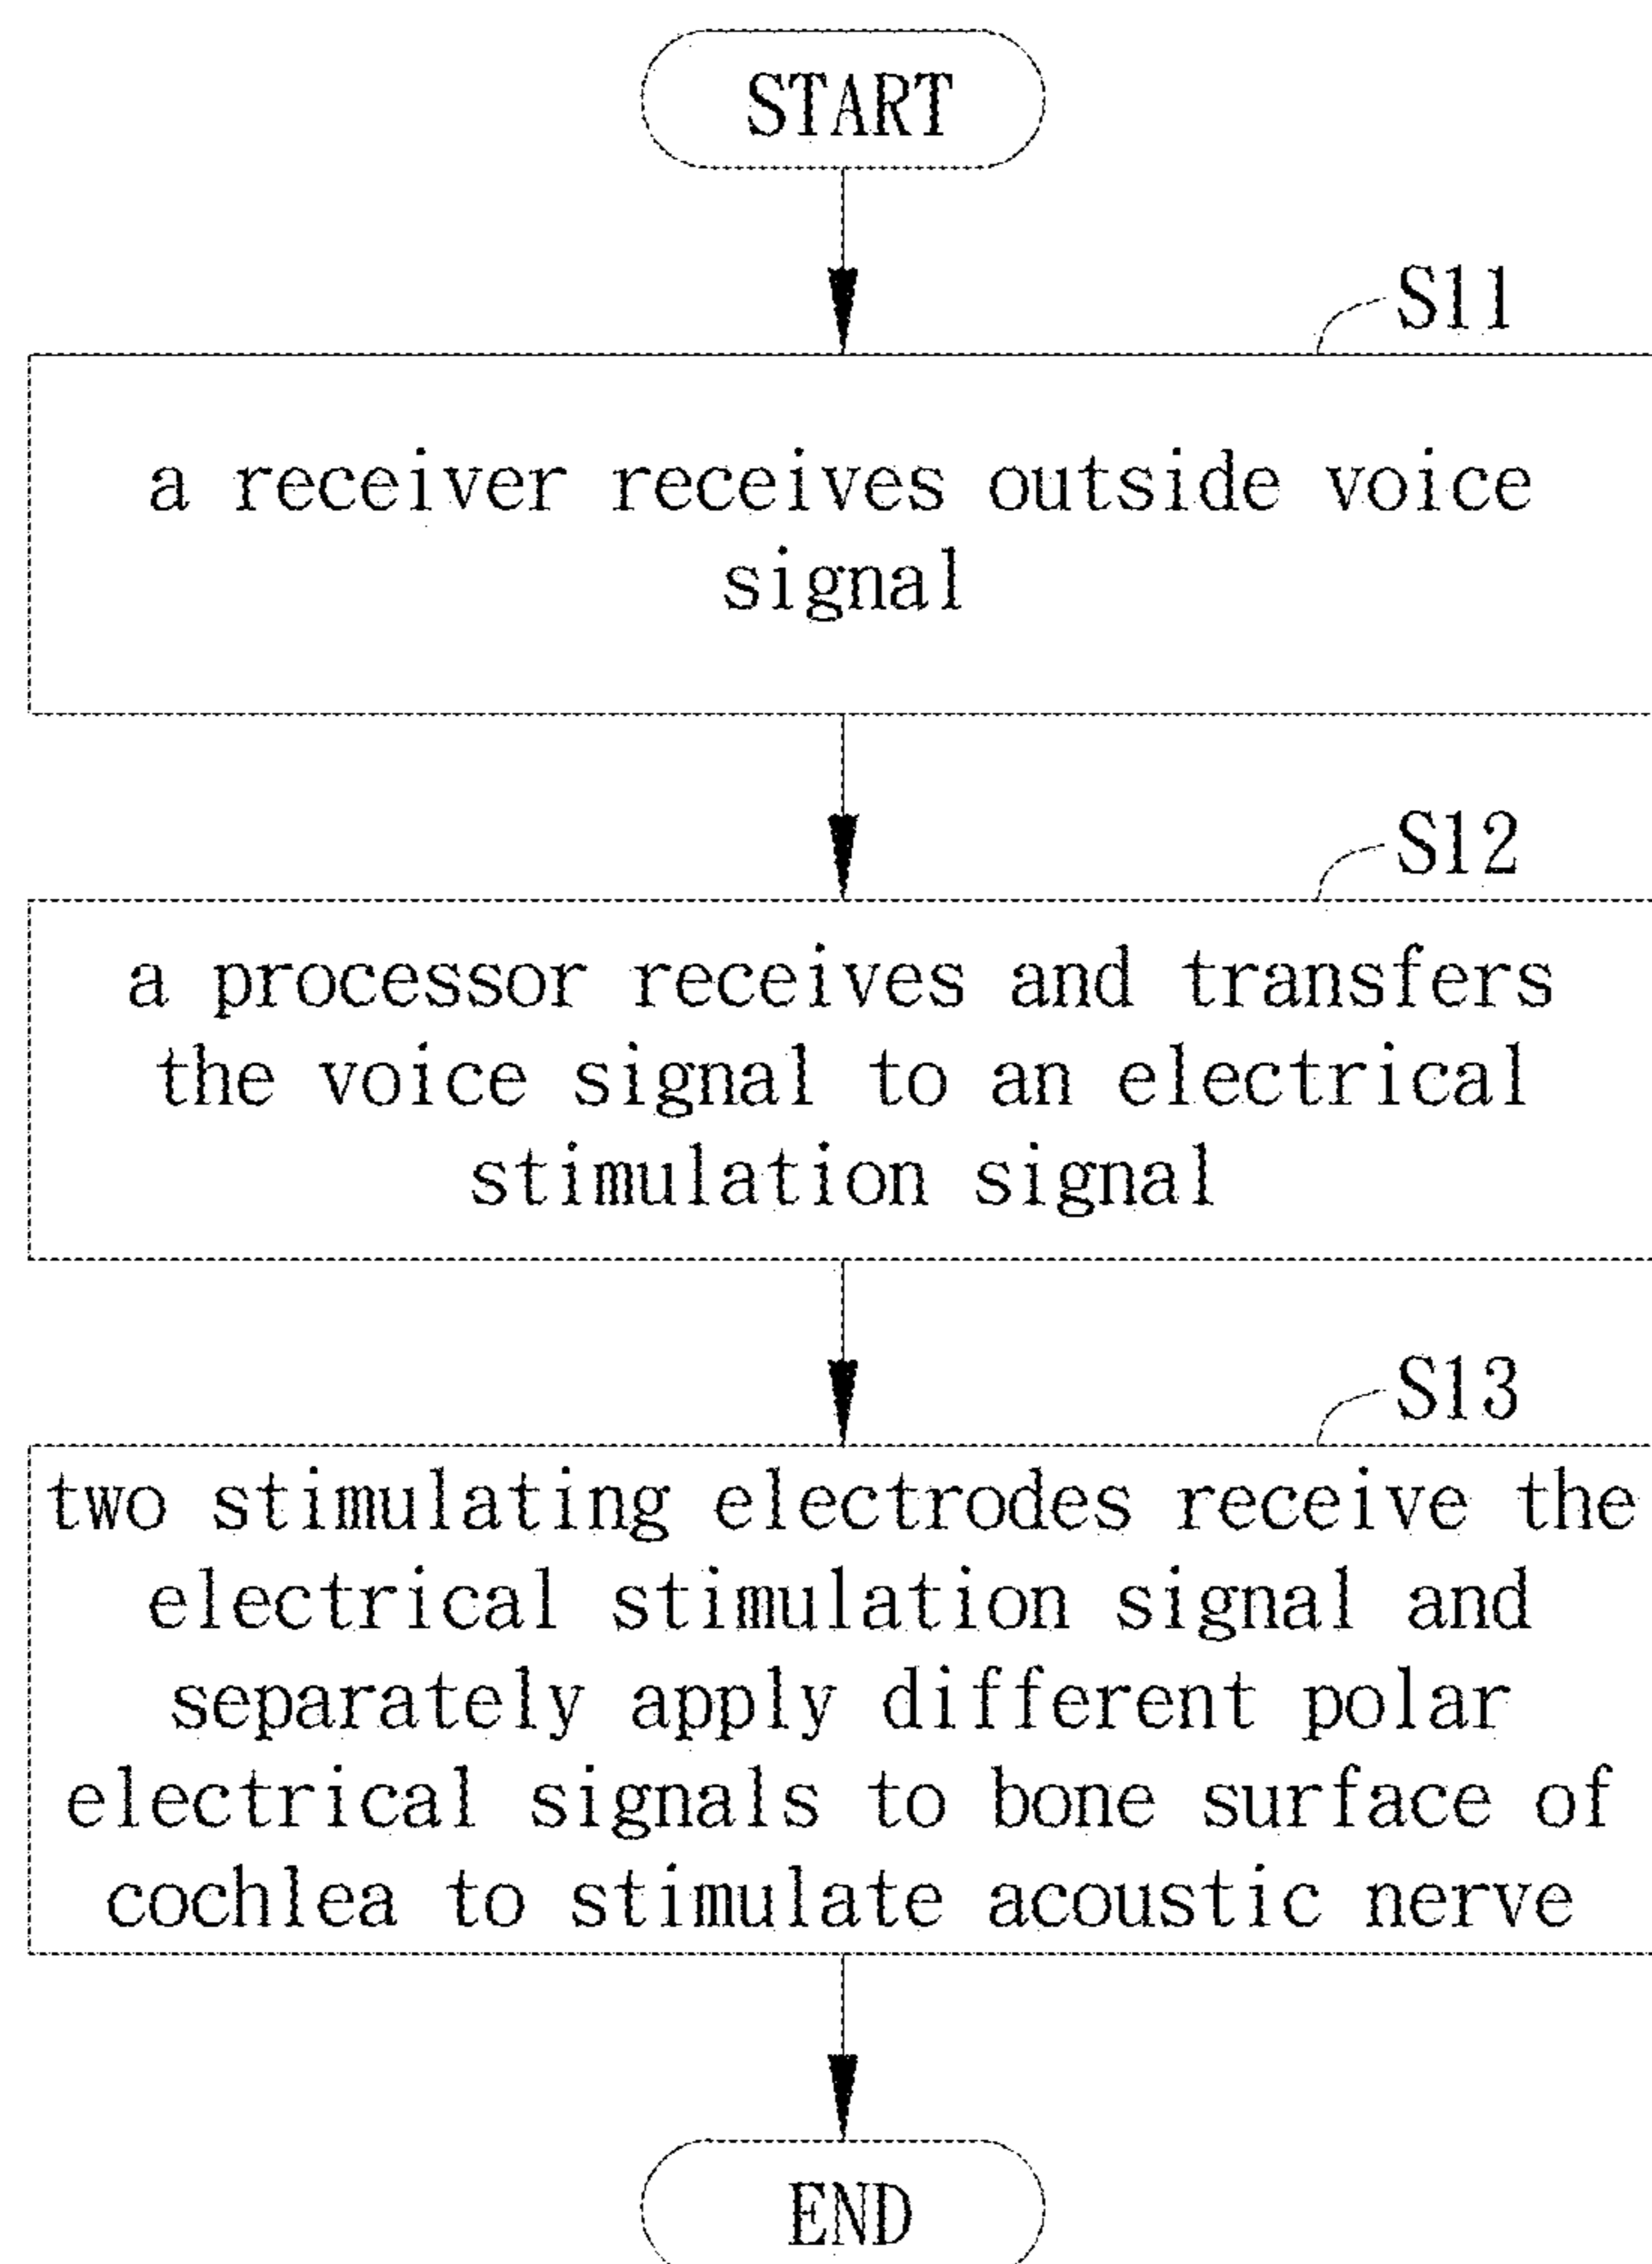 START
S11
a receiver receives outside voice
signal
S12
a processor receives and transfers
the voice signal to an electrical
stimulation signal
S13
two stimulating electrodes receive the
electrical stimulation signal and
separately apply different polar
electrical signals to bone surface of
cochlea to stimulate acoustic nerve
END